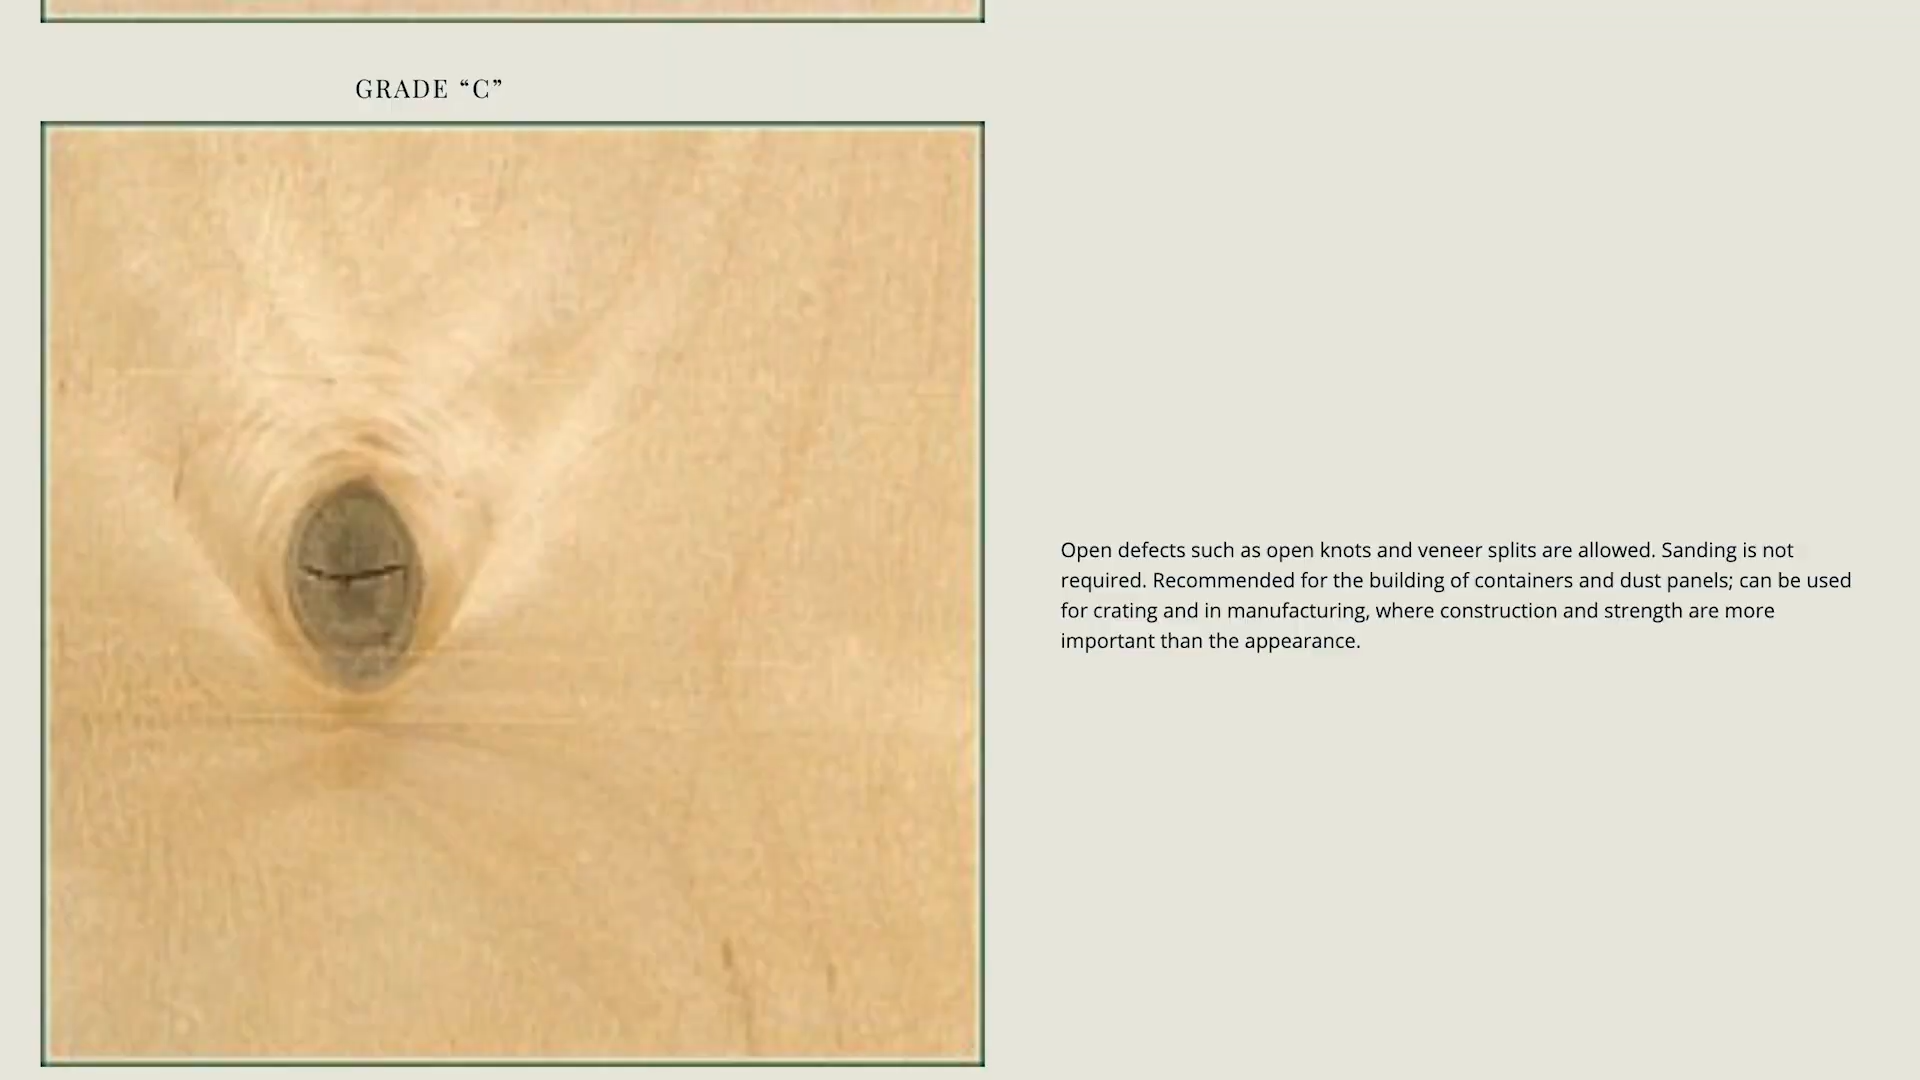 GRADE “C”
Open defects such as open knots and veneer splits are allowed. Sanding is not
required. Recommended for the building of containers and dust panels; can be used
for crating and in manufacturing, where construction and strength are more
important than the appearance.